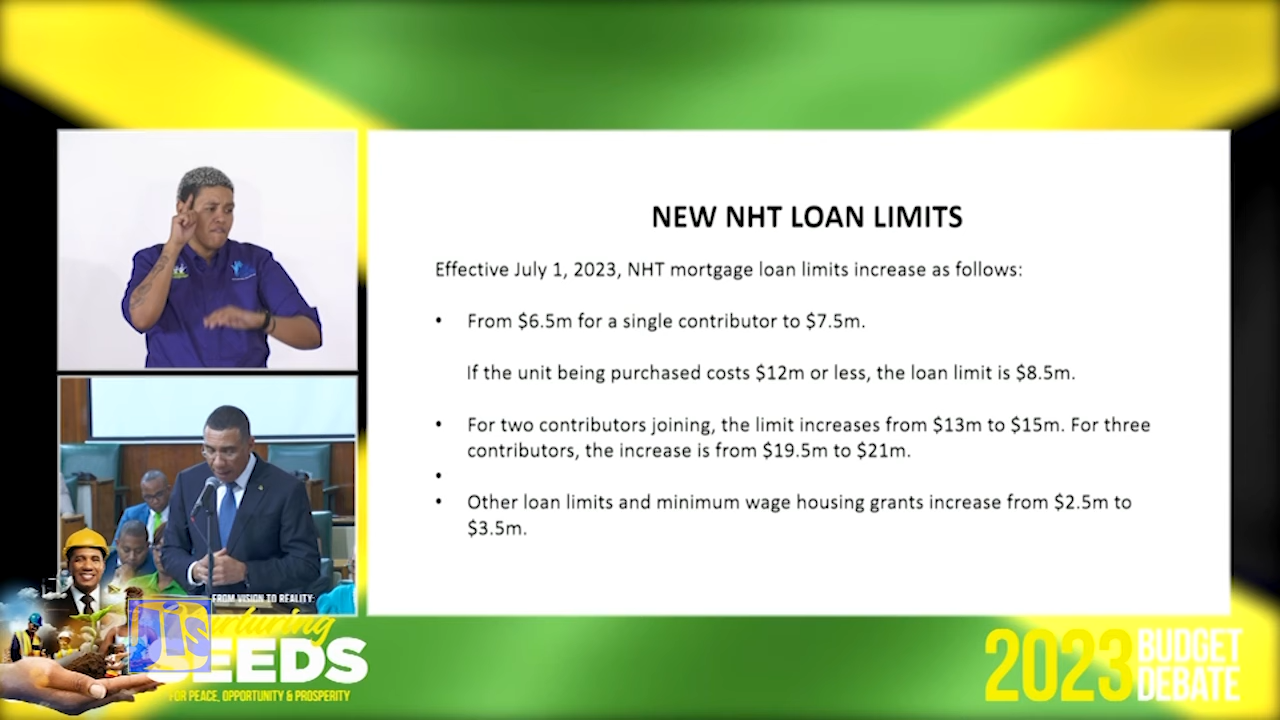 NEW NHT LOAN LIMITS
Effective July 1, 2023, NHT mortgage loan limits increase as follows:
• From $6.5m for a single contributor to $7.5m.
If the unit being purchased costs $12m or less, the loan limit is $8.5m.
• For two contributors joining, the limit increases from $13m to $15m. For three
contributors, the increase is from $19.5m to $21m.
•
• Other loan limits and minimum wage housing grants increase from $2.5m to
$3.5m.
FROM VISION TO REALITY:
jis
FOR PEACE, OPPORTUNITY & PROSPERITY
2023 BUDGET
DEBATE